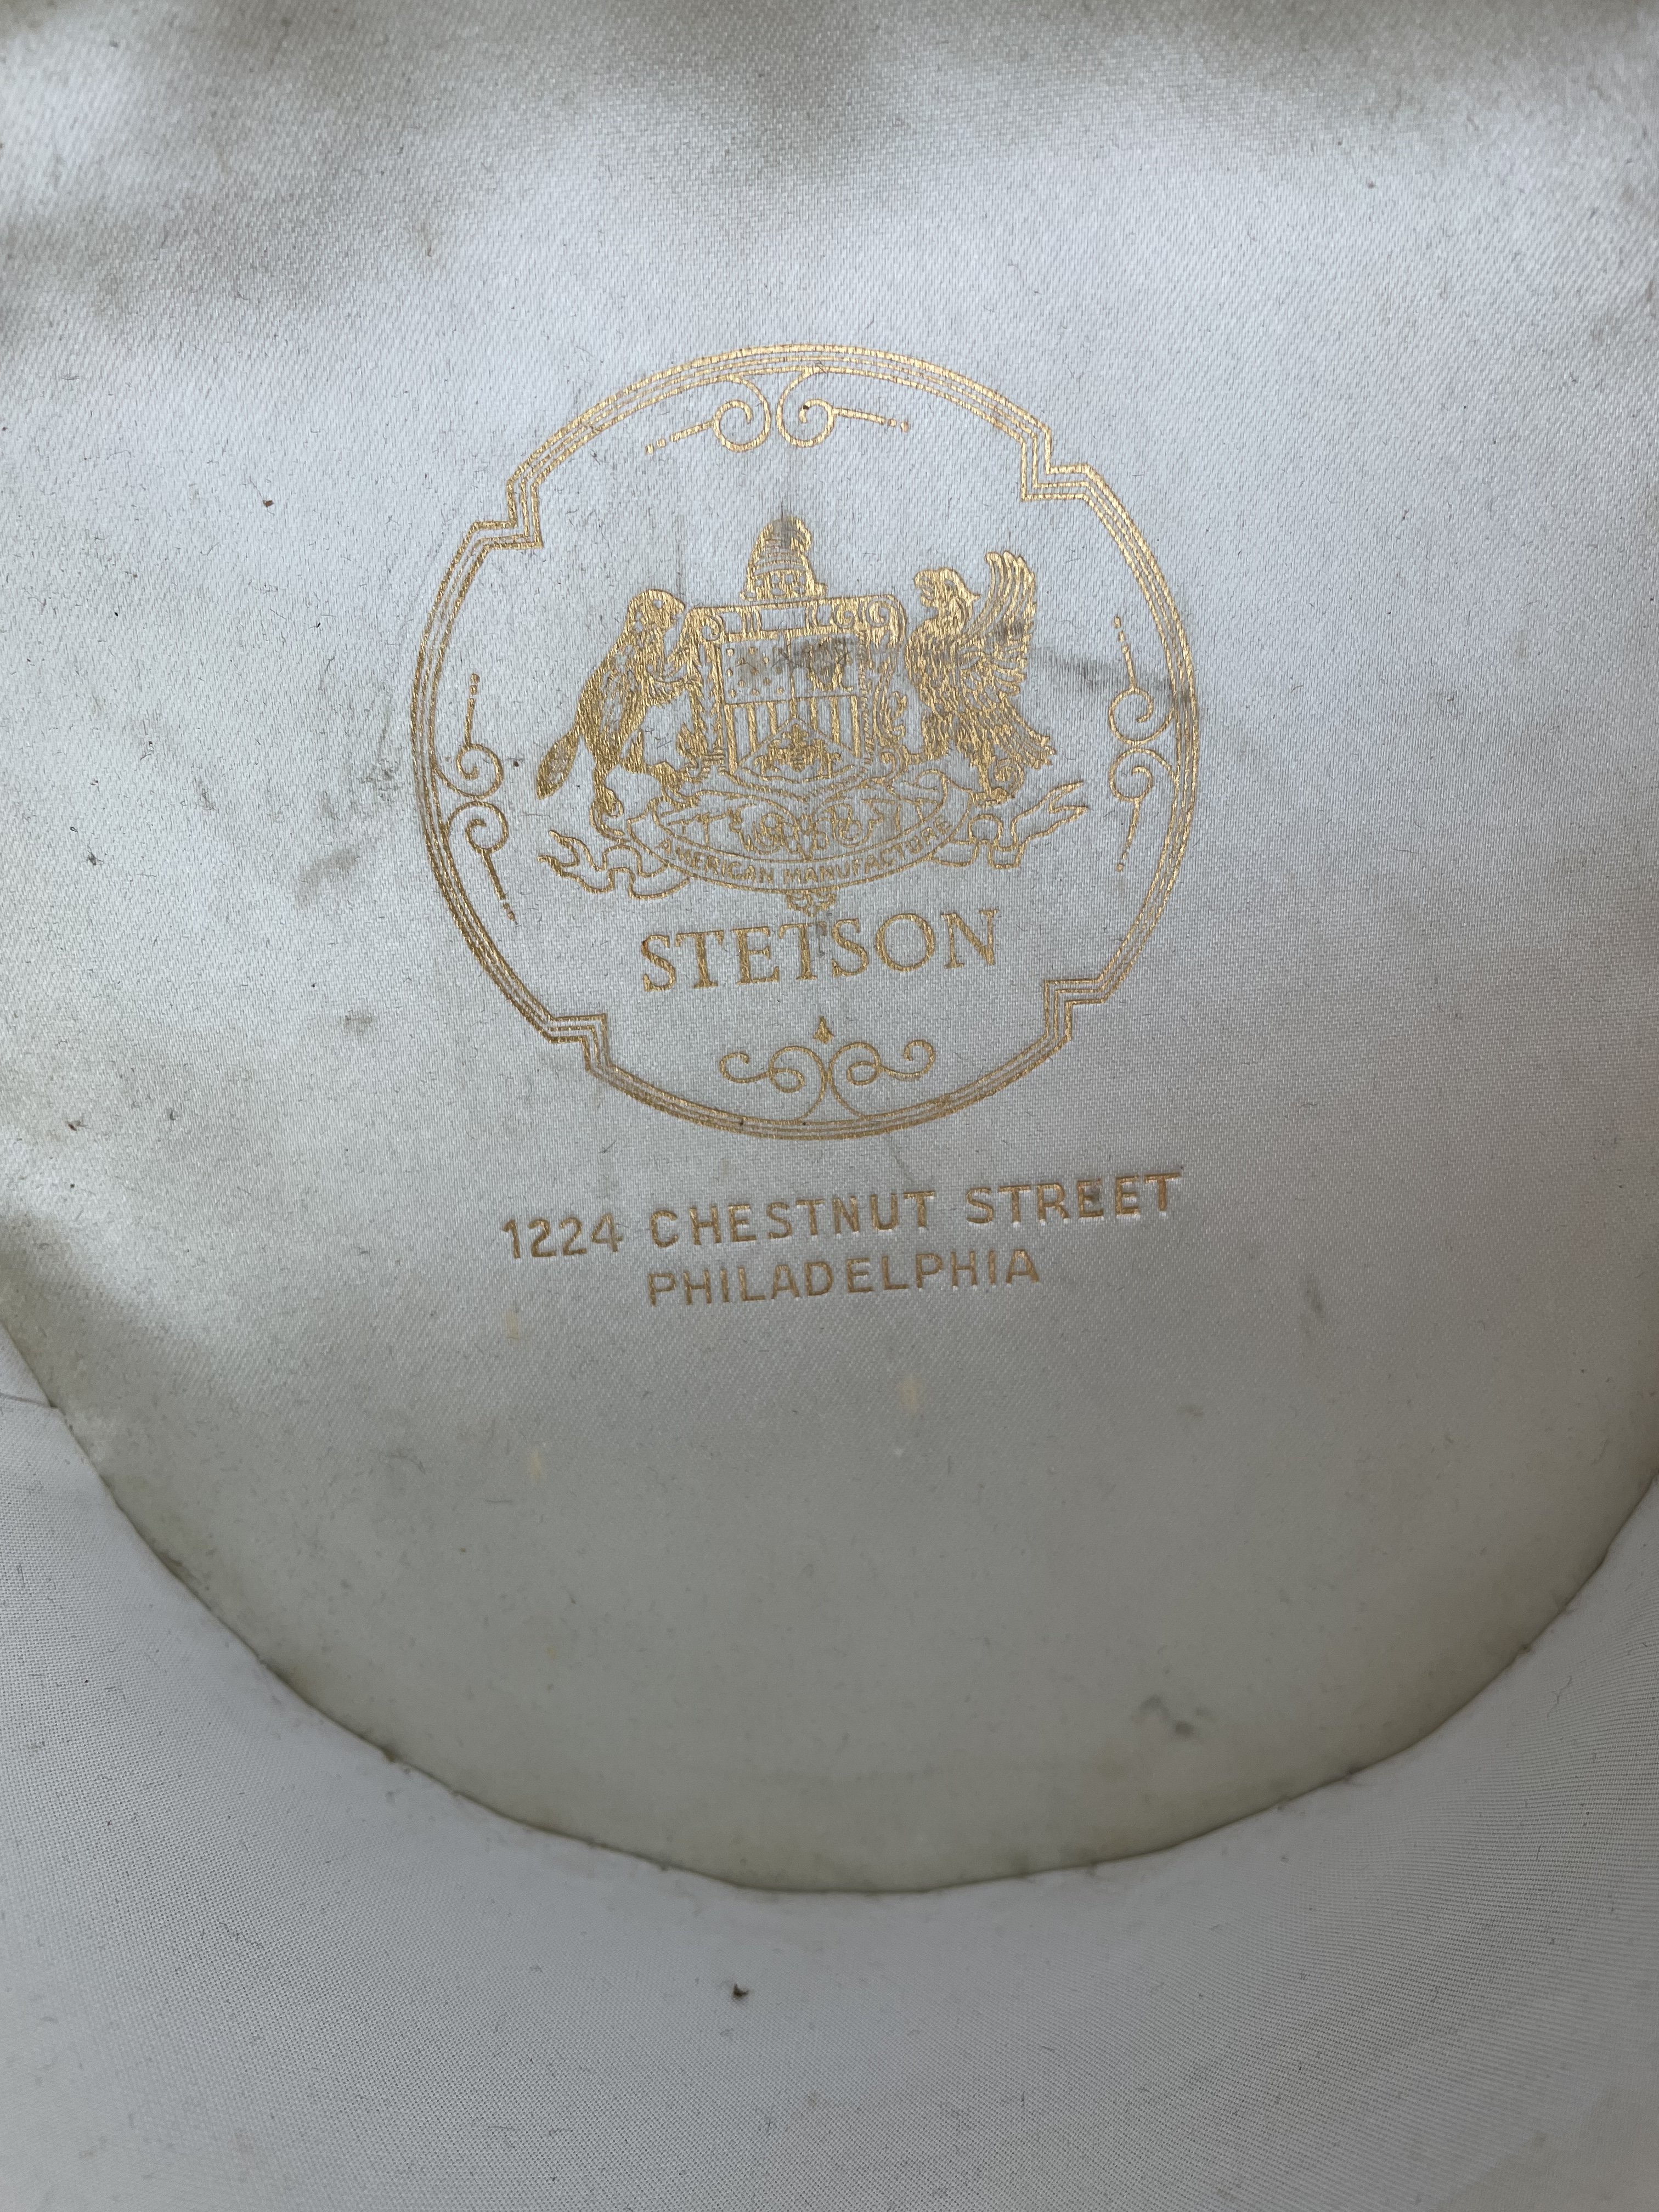 AMERICAN MANUFACTURE
STETSON
1224 CHESTNUT STREET
PHILADELPHIA